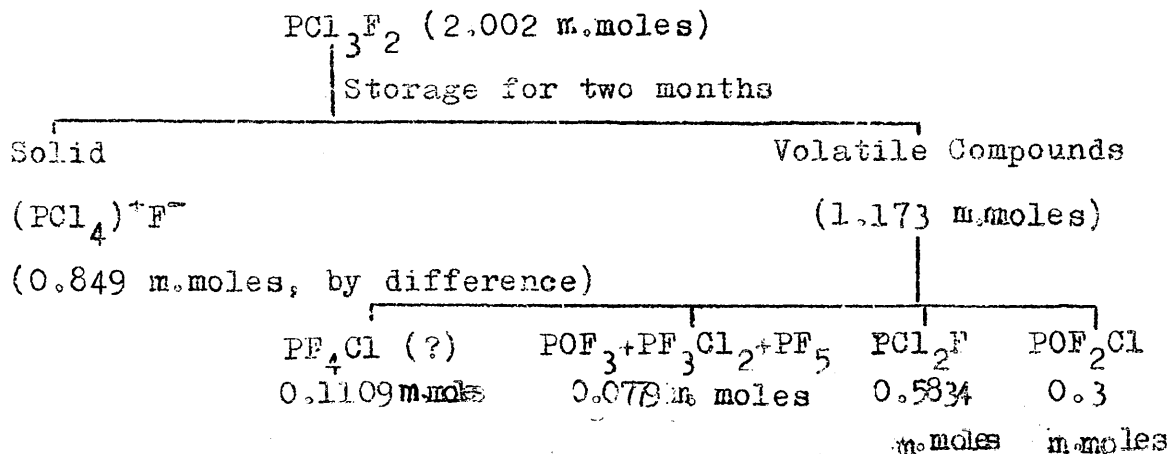 PCl3F2 (2.002 m.moles)
Storage for two months
Solid Volatile Compounds
(PCl4)+F- (1.173 m.moles)
(0.849 m.moles, by difference)
PF4Cl (?) POF3+PF3Cl2+PF5 PCl2F POF2Cl
0.1109 m.moles 0.0779 m moles 0.5834 0.3
m.moles m.moles